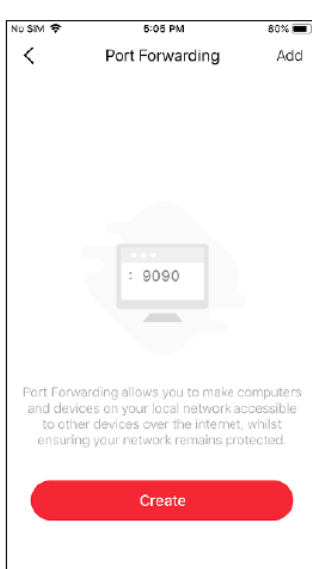 No SIM 5:05 PM 80%
Port Forwarding Add
: 9090
Port Forwarding allows you to make computers
and devices on your local network accessible
to other devices over the internet, whilst
ensuring your network remains protected.
Create